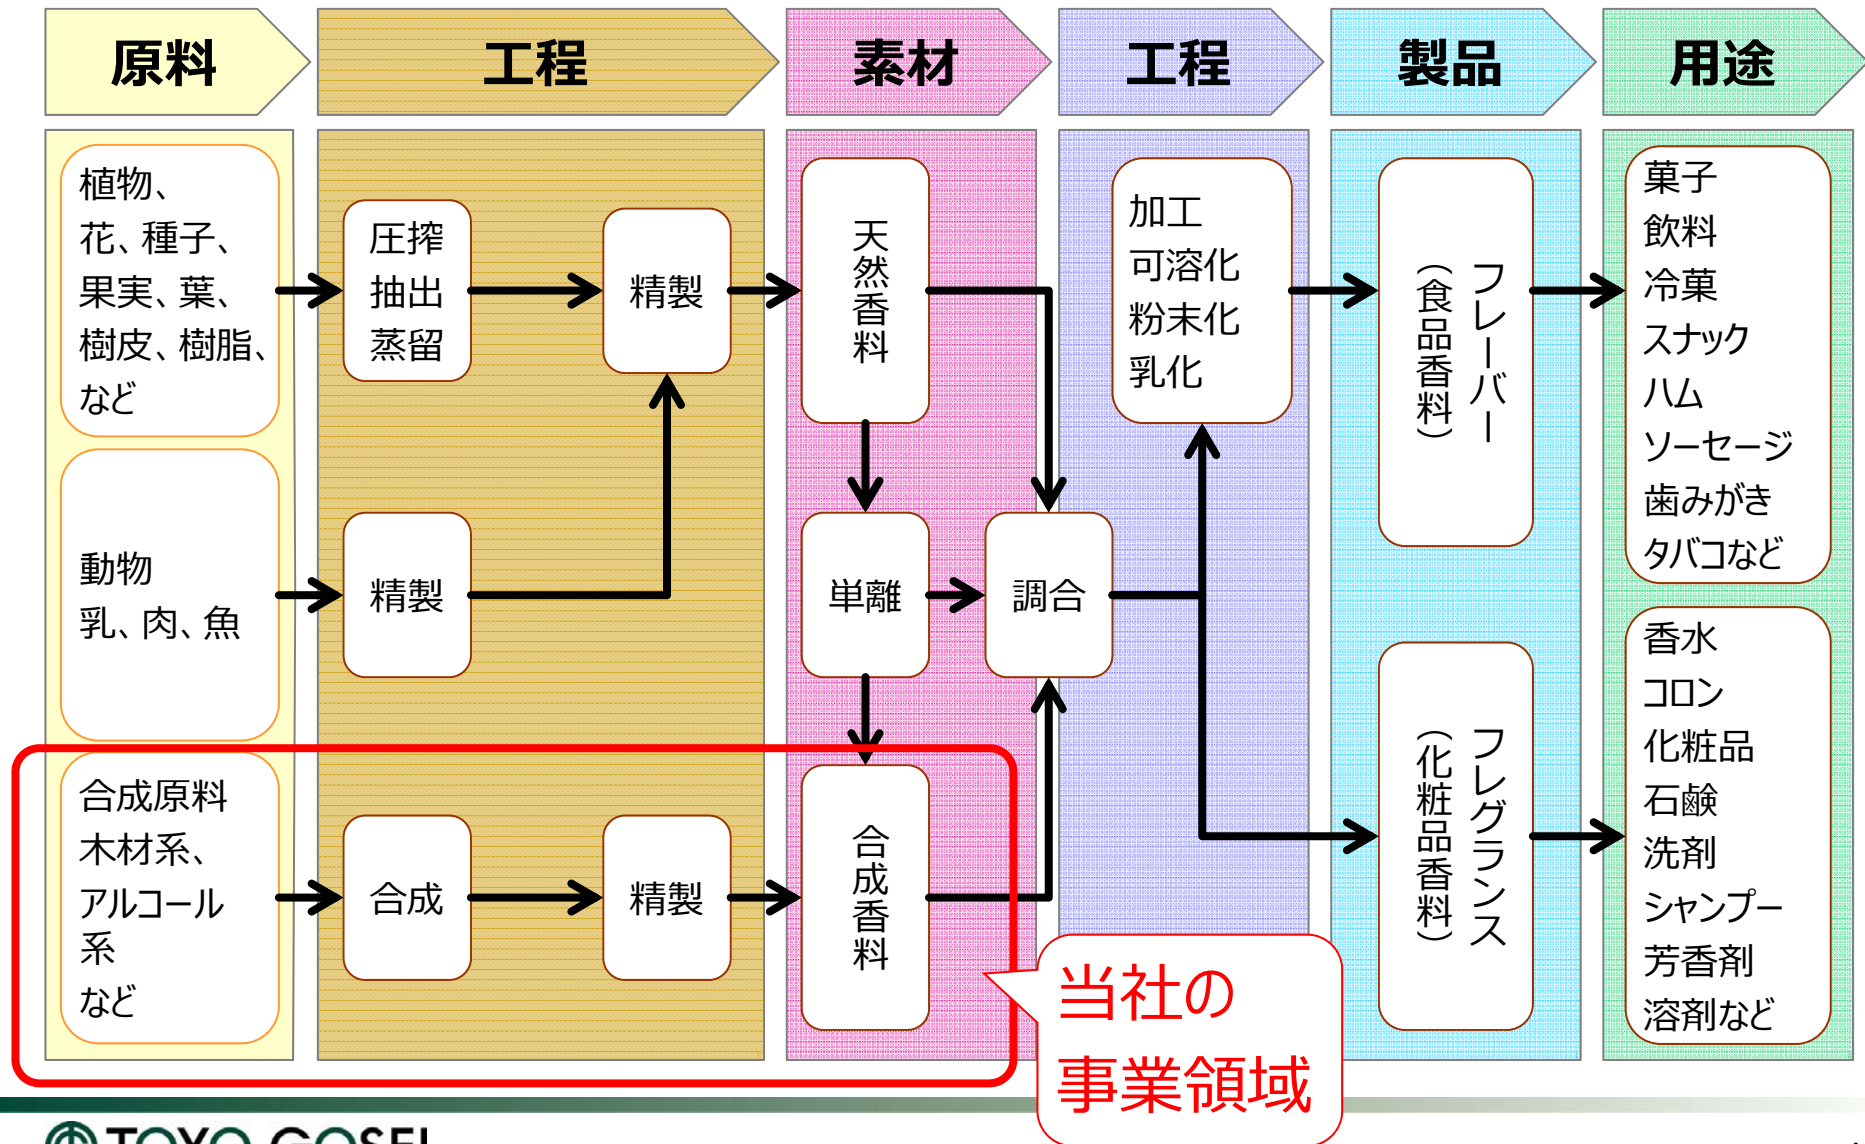 原料
工程
素材
工程
製品
用途
植物、
花、種子、
果実、葉、
樹皮、樹脂、
など
動物
乳、肉、魚
合成原料
木材系、
アルコール
系
など
圧搾
抽出
蒸留
精製
精製
合成
精製
天然香料
単離
合成香料
調合
加工
可溶化
粉末化
乳化
フレーバー
（食品香料）
フレグランス
（化粧品香料）
菓子
飲料
冷菓
スナック
ハム
ソーセージ
歯みがき
タバコなど
香水
コロン
化粧品
石鹸
洗剤
シャンプー
芳香剤
溶剤など
当社の
事業領域
TOYO GOSEI